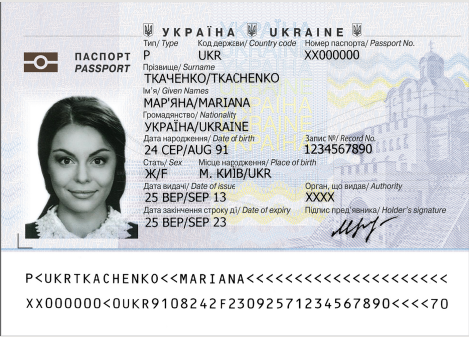 УКРАЇНА UKRAINE
ПАСПОРТ
PASSPORT
Тип/ Type Код держави/ Country code Номер паспорта/ Passport No.
P UKR XX000000
Прізвище/ Surname
ТКАЧЕНКО/TKACHENKO
Ім'я/ Given Names
МАР'ЯНА/MARIANA
Громадянство/ Nationality
УКРАЇНА/UKRAINE
Дата народження/ Date of birth Запис №/ Record No.
24 СЕР/AUG 91 1234567890
Стать/ Sex Місце народження/ Place of birth
Ж/F М. КИЇВ/UKR
Дата видачі/ Date of issue Орган, що видав/ Authority
25 ВЕР/SEP 13 XXXX
Дата закінчення строку дії/ Date of expiry Підпис пред'явника/ Holder's signature
25 ВЕР/SEP 23
P<UKRTKACHENKO<<MARIANA<<<<<<<<<<<<<<<<<<<<<
XX000000<0UKR9108242F23092571234567890<<<<70